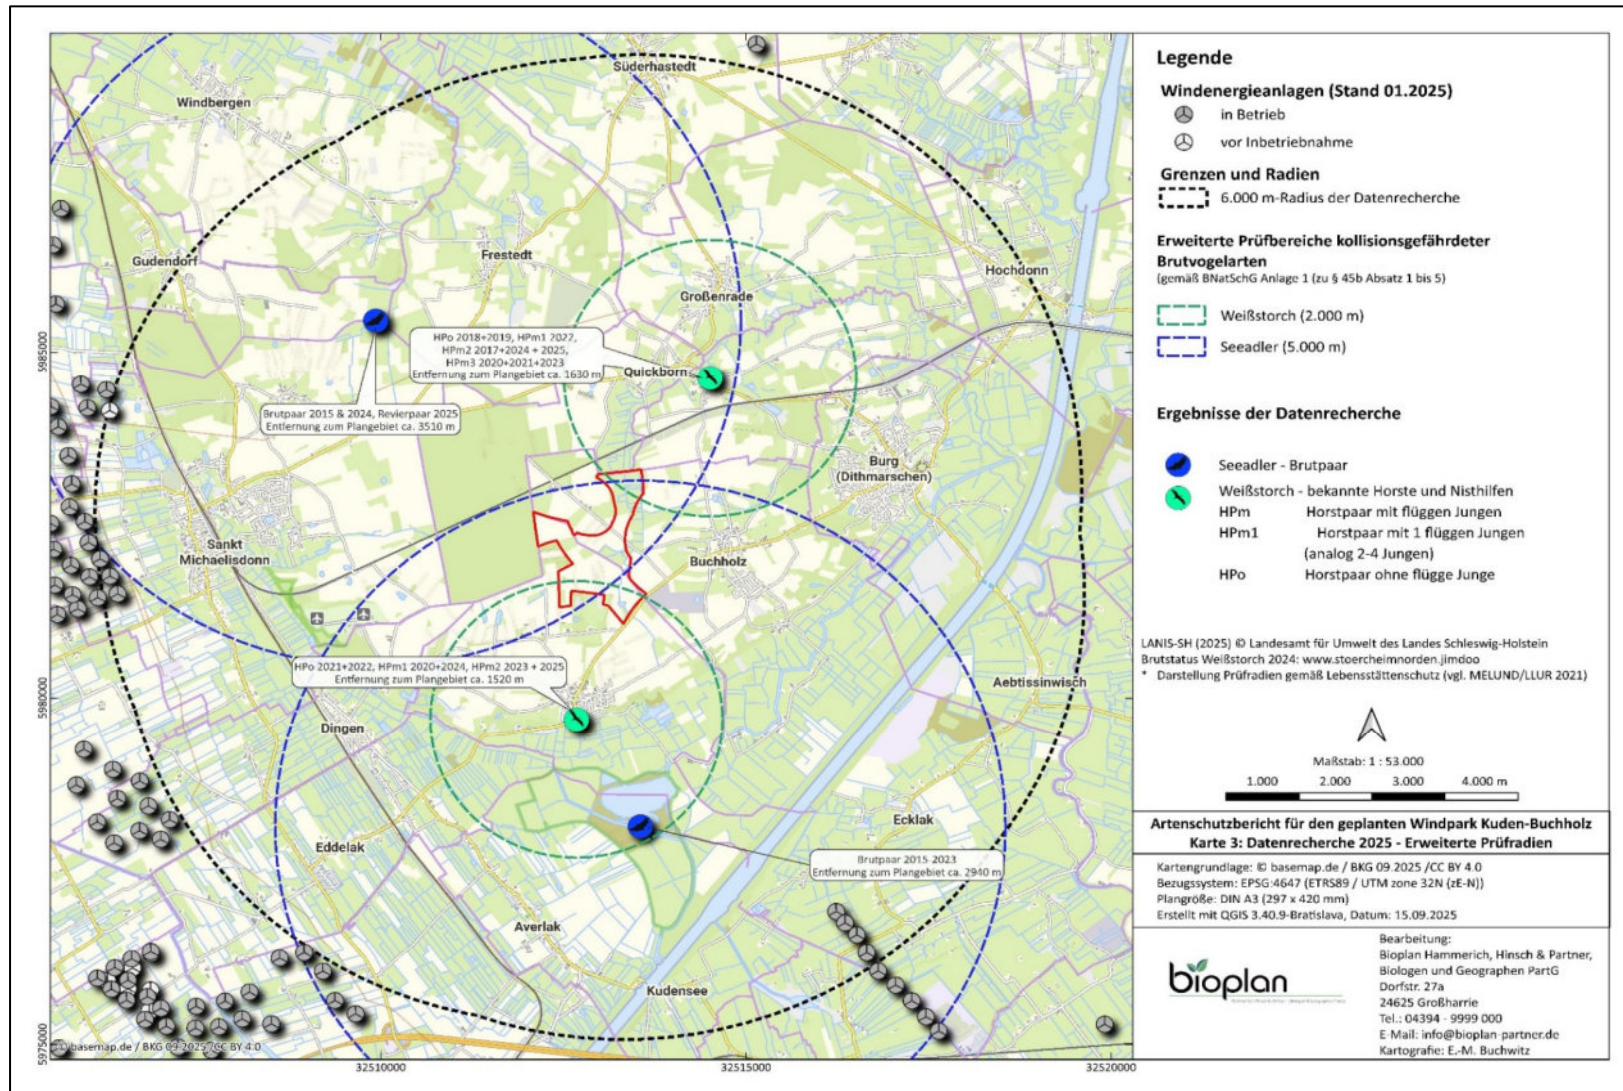 Süderhastedt
Windbergen
Gudendorf
Frestedt
Hochdonn
Großenrade
HPo 2018+2019, HPm1 2022,
HPm2 2017+2024 + 2025,
HPm3 2020+2021+2023
Entfernung zum Plangebiet ca. 1630 m
Quickborn
Brutpaar 2015 & 2024, Revierpaar 2025
Entfernung zum Plangebiet ca. 3510 m
Burg
(Dithmarschen)
Sankt
Michaelisdonn
Buchholz
HPo 2021+2022, HPm1 2020+2024, HPm2 2023 + 2025
Entfernung zum Plangebiet ca. 1520 m
Aebtissinwisch
Dingen
Ecklak
Eddelak
Brutpaar 2015-2023
Entfernung zum Plangebiet ca. 2940 m
Averlak
Kudensee
© basemap.de / BKG 09.2025 /CC BY 4.0
5985000
5980000
5975000
32510000
32515000
32520000
Legende
Windenergieanlagen (Stand 01.2025)
in Betrieb
vor Inbetriebnahme
Grenzen und Radien
6.000 m-Radius der Datenrecherche
Erweiterte Prüfbereiche kollisionsgefährdeter
Brutvogelarten
(gemäß BNatSchG Anlage 1 (zu § 45b Absatz 1 bis 5)
Weißstorch (2.000 m)
Seeadler (5.000 m)
Ergebnisse der Datenrecherche
Seeadler - Brutpaar
Weißstorch - bekannte Horste und Nisthilfen
HPm Horstpaar mit flüggen Jungen
HPm1 Horstpaar mit 1 flüggen Jungen
(analog 2-4 Jungen)
HPo Horstpaar ohne flügge Junge
LANIS-SH (2025) © Landesamt für Umwelt des Landes Schleswig-Holstein
Brutstatus Weißstorch 2024: www.stoercheimnorden.jimdoo
* Darstellung Prüfradien gemäß Lebensstättenschutz (vgl. MELUND/LLUR 2021)
Maßstab: 1 : 53.000
1.000 2.000 3.000 4.000 m
Artenschutzbericht für den geplanten Windpark Kuden-Buchholz
Karte 3: Datenrecherche 2025 - Erweiterte Prüfradien
Kartengrundlage: © basemap.de / BKG 09.2025 /CC BY 4.0
Bezugssystem: EPSG:4647 (ETRS89 / UTM zone 32N (zE-N))
Plangröße: DIN A3 (297 x 420 mm)
Erstellt mit QGIS 3.40.9-Bratislava, Datum: 15.09.2025
bioplan
Bearbeitung:
Bioplan Hammerich, Hinsch & Partner,
Biologen und Geographen PartG
Dorfstr. 27a
24625 Großharrie
Tel.: 04394 - 9999 000
E-Mail: info@bioplan-partner.de
Kartografie: E.-M. Buchwitz